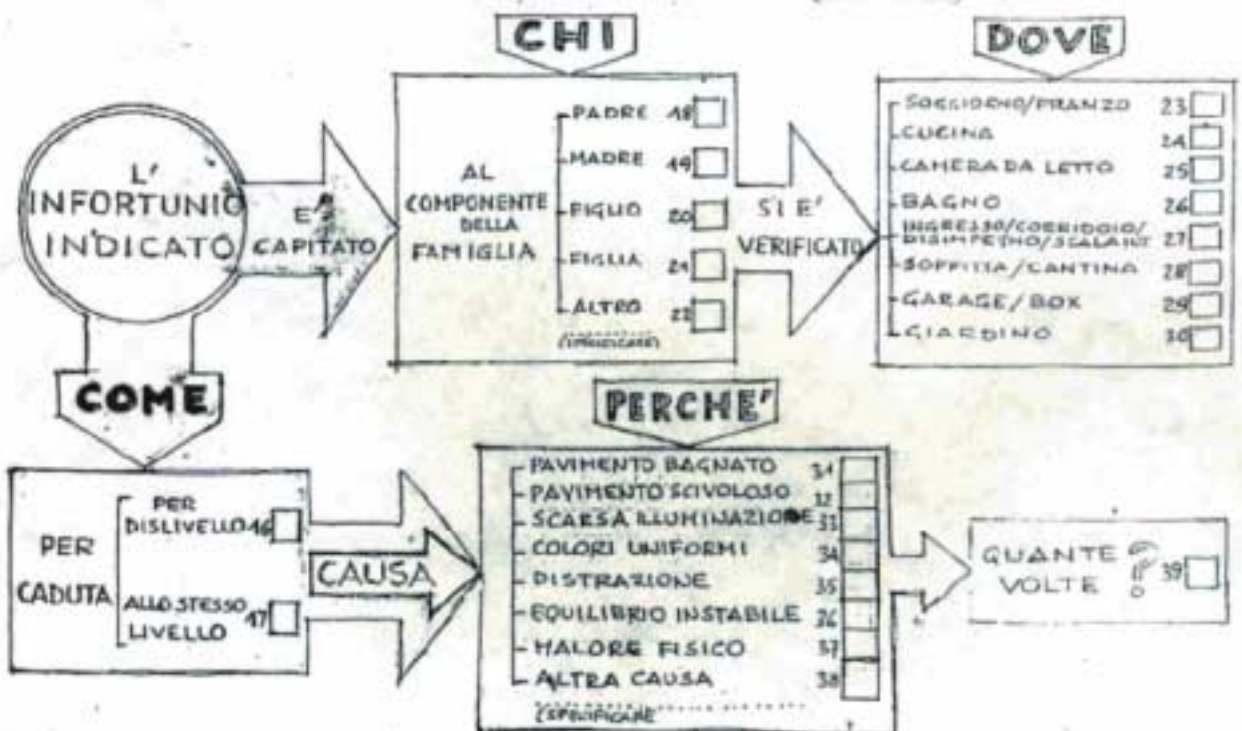 CHI
DOVE
L'
INFORTUNIO
INDICATO
E'
CAPITATO
AL
COMPONENTE
DELLA
FAMIGLIA
PADRE 18
MADRE 19
FIGLIO 20
FIGLIA 21
ALTRO 22
SI E'
VERIFICATO
SOGGIORNO/PRANZO 23
CUCINA 24
CAMERA DA LETTO 25
BAGNO 26
INGRESSO/CORRIDOIO/
DISIMPEGNO/SCALA INT 27
SOFFITTA/CANTINA 28
GARAGE/BOX 29
GIARDINO 30
COME
PERCHE'
PER
CADUTA
PER
DISLIVELLO 16
ALLO STESSO
LIVELLO 17
CAUSA
PAVIMENTO BAGNATO 31
PAVIMENTO SCIVOLOSO 32
SCARSA ILLUMINAZIONE 33
COLORI UNIFORMI 34
DISTRAZIONE 35
EQUILIBRIO INSTABILE 36
MALORE FISICO 37
ALTRA CAUSA 38
(SPECIFICARE
QUANTE
VOLTE ? 39